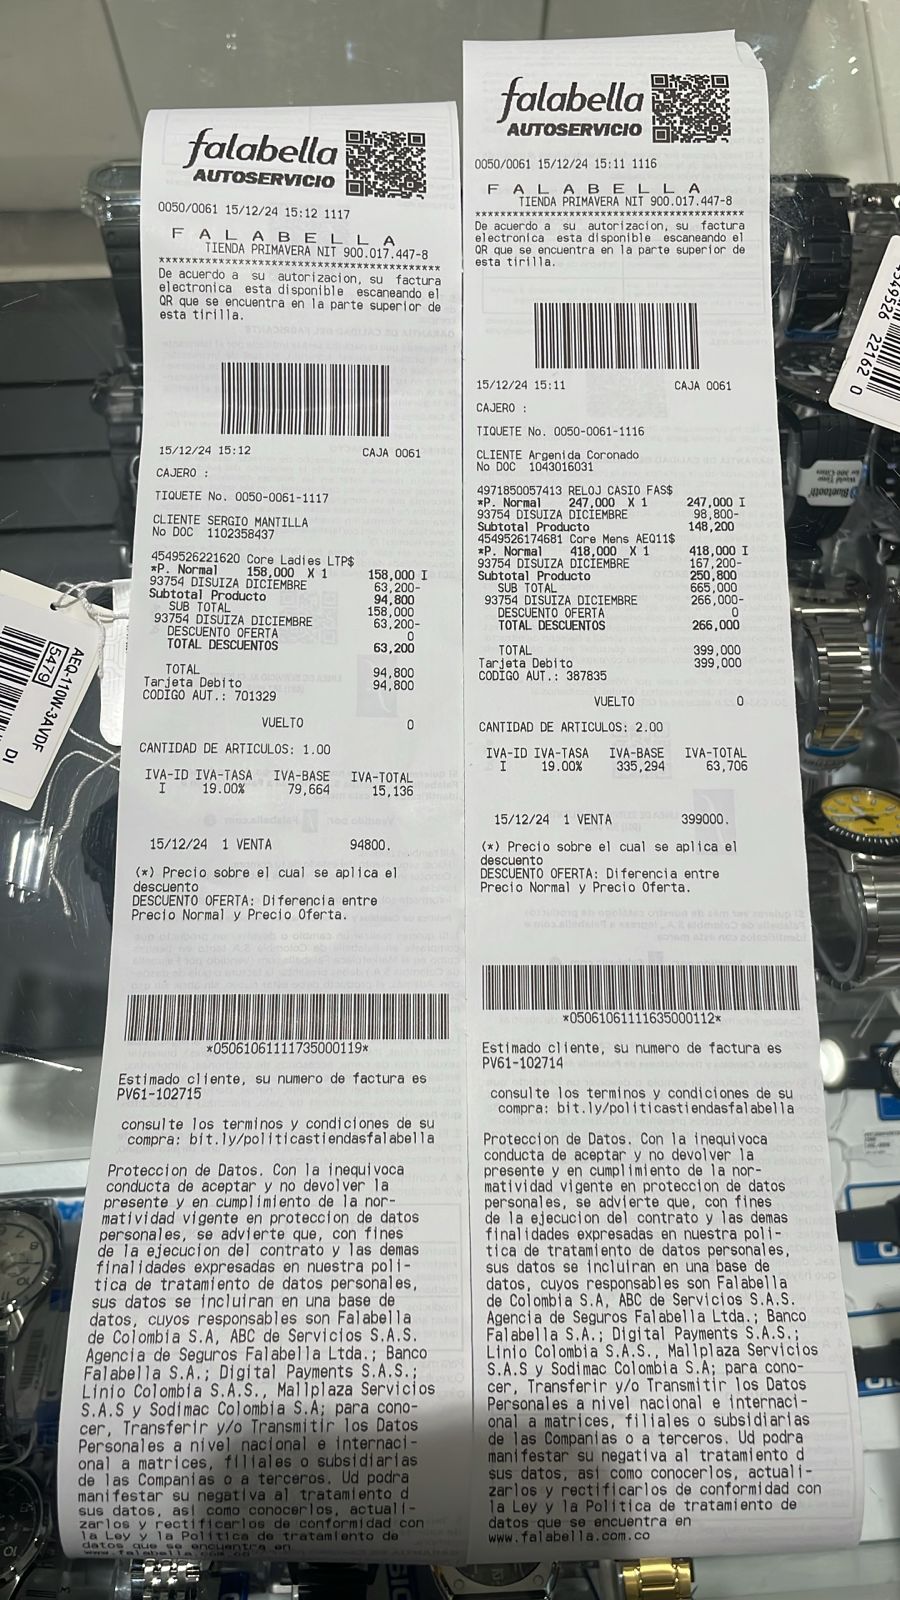 falabella
AUTOSERVICIO
0050/0061 15/12/24 15:12 1117
F A L A B E L L A
TIENDA PRIMAVERA NIT 900.017.447-8
****************************************
De acuerdo a su autorizacion, su factura
electronica esta disponible escaneando el
QR que se encuentra en la parte superior de
esta tirilla.
15/12/24 15:12 CAJA 0061
CAJERO :
TIQUETE No. 0050-0061-1117
CLIENTE SERGIO MANTILLA
No DOC 1102358437
4549526221620 Core Ladies LTP$
*P. Normal 158,000 X 1 158,000 I
93754 DISUIZA DICIEMBRE 63,200-
Subtotal Producto 94,800
SUB TOTAL 158,000
93754 DISUIZA DICIEMBRE 63,200-
DESCUENTO OFERTA 0
TOTAL DESCUENTOS 63,200
TOTAL 94,800
Tarjeta Debito 94,800
CODIGO AUT.: 701329
VUELTO 0
CANTIDAD DE ARTICULOS: 1.00
IVA-ID IVA-TASA IVA-BASE IVA-TOTAL
I 19.00% 79,664 15,136
15/12/24 1 VENTA 94800.
(*) Precio sobre el cual se aplica el
descuento
DESCUENTO OFERTA: Diferencia entre
Precio Normal y Precio Oferta.
*05061061111735000119*
Estimado cliente, su numero de factura es
PV61-102715
consulte los terminos y condiciones de su
compra: bit.ly/politicastiendasfalabella
Proteccion de Datos. Con la inequivoca
conducta de aceptar y no devolver la
presente y en cumplimiento de la nor-
matividad vigente en proteccion de datos
personales, se advierte que, con fines
de la ejecucion del contrato y las demas
finalidades expresadas en nuestra poli-
tica de tratamiento de datos personales,
sus datos se incluiran en una base de
datos, cuyos responsables son Falabella
de Colombia S.A, ABC de Servicios S.A.S.
Agencia de Seguros Falabella Ltda.; Banco
Falabella S.A.; Digital Payments S.A.S.;
Linio Colombia S.A.S., Mallplaza Servicios
S.A.S y Sodimac Colombia S.A; para cono-
cer, Transferir y/o Transmitir los Datos
Personales a nivel nacional e internaci-
onal a matrices, filiales o subsidiarias
de las Companias o a terceros. Ud podra
manifestar su negativa al tratamiento d
sus datos, asi como conocerlos, actuali-
zarlos y rectificarlos de conformidad con
la Ley y la Politica de tratamiento de
datos que se encuentra en
www.falabella.com.co
falabella
AUTOSERVICIO
0050/0061 15/12/24 15:11 1116
F A L A B E L L A
TIENDA PRIMAVERA NIT 900.017.447-8
****************************************
De acuerdo a su autorizacion, su factura
electronica esta disponible escaneando el
QR que se encuentra en la parte superior de
esta tirilla.
15/12/24 15:11 CAJA 0061
CAJERO :
TIQUETE No. 0050-0061-1116
CLIENTE Argenida Coronado
No DOC 1043016031
4971850057413 RELOJ CASIO FAS$
*P. Normal 247,000 X 1 247,000 I
93754 DISUIZA DICIEMBRE 98,800-
Subtotal Producto 148,200
4549526174681 Core Mens AEQ11$
*P. Normal 418,000 X 1 418,000 I
93754 DISUIZA DICIEMBRE 167,200-
Subtotal Producto 250,800
SUB TOTAL 665,000
93754 DISUIZA DICIEMBRE 266,000-
DESCUENTO OFERTA 0
TOTAL DESCUENTOS 266,000
TOTAL 399,000
Tarjeta Debito 399,000
CODIGO AUT.: 387835
VUELTO 0
CANTIDAD DE ARTICULOS: 2.00
IVA-ID IVA-TASA IVA-BASE IVA-TOTAL
I 19.00% 335,294 63,706
15/12/24 1 VENTA 399000.
(*) Precio sobre el cual se aplica el
descuento
DESCUENTO OFERTA: Diferencia entre
Precio Normal y Precio Oferta.
*05061061111635000112*
Estimado cliente, su numero de factura es
PV61-102714
consulte los terminos y condiciones de su
compra: bit.ly/politicastiendasfalabella
Proteccion de Datos. Con la inequivoca
conducta de aceptar y no devolver la
presente y en cumplimiento de la nor-
matividad vigente en proteccion de datos
personales, se advierte que, con fines
de la ejecucion del contrato y las demas
finalidades expresadas en nuestra poli-
tica de tratamiento de datos personales,
sus datos se incluiran en una base de
datos, cuyos responsables son Falabella
de Colombia S.A, ABC de Servicios S.A.S.
Agencia de Seguros Falabella Ltda.; Banco
Falabella S.A.; Digital Payments S.A.S.;
Linio Colombia S.A.S., Mallplaza Servicios
S.A.S y Sodimac Colombia S.A; para cono-
cer, Transferir y/o Transmitir los Datos
Personales a nivel nacional e internaci-
onal a matrices, filiales o subsidiarias
de las Companias o a terceros. Ud podra
manifestar su negativa al tratamiento d
sus datos, asi como conocerlos, actuali-
zarlos y rectificarlos de conformidad con
la Ley y la Politica de tratamiento de
datos que se encuentra en
www.falabella.com.co
AEQ-110W-3AVDF
5479
DI
4549526 22162 0
Bluetooth